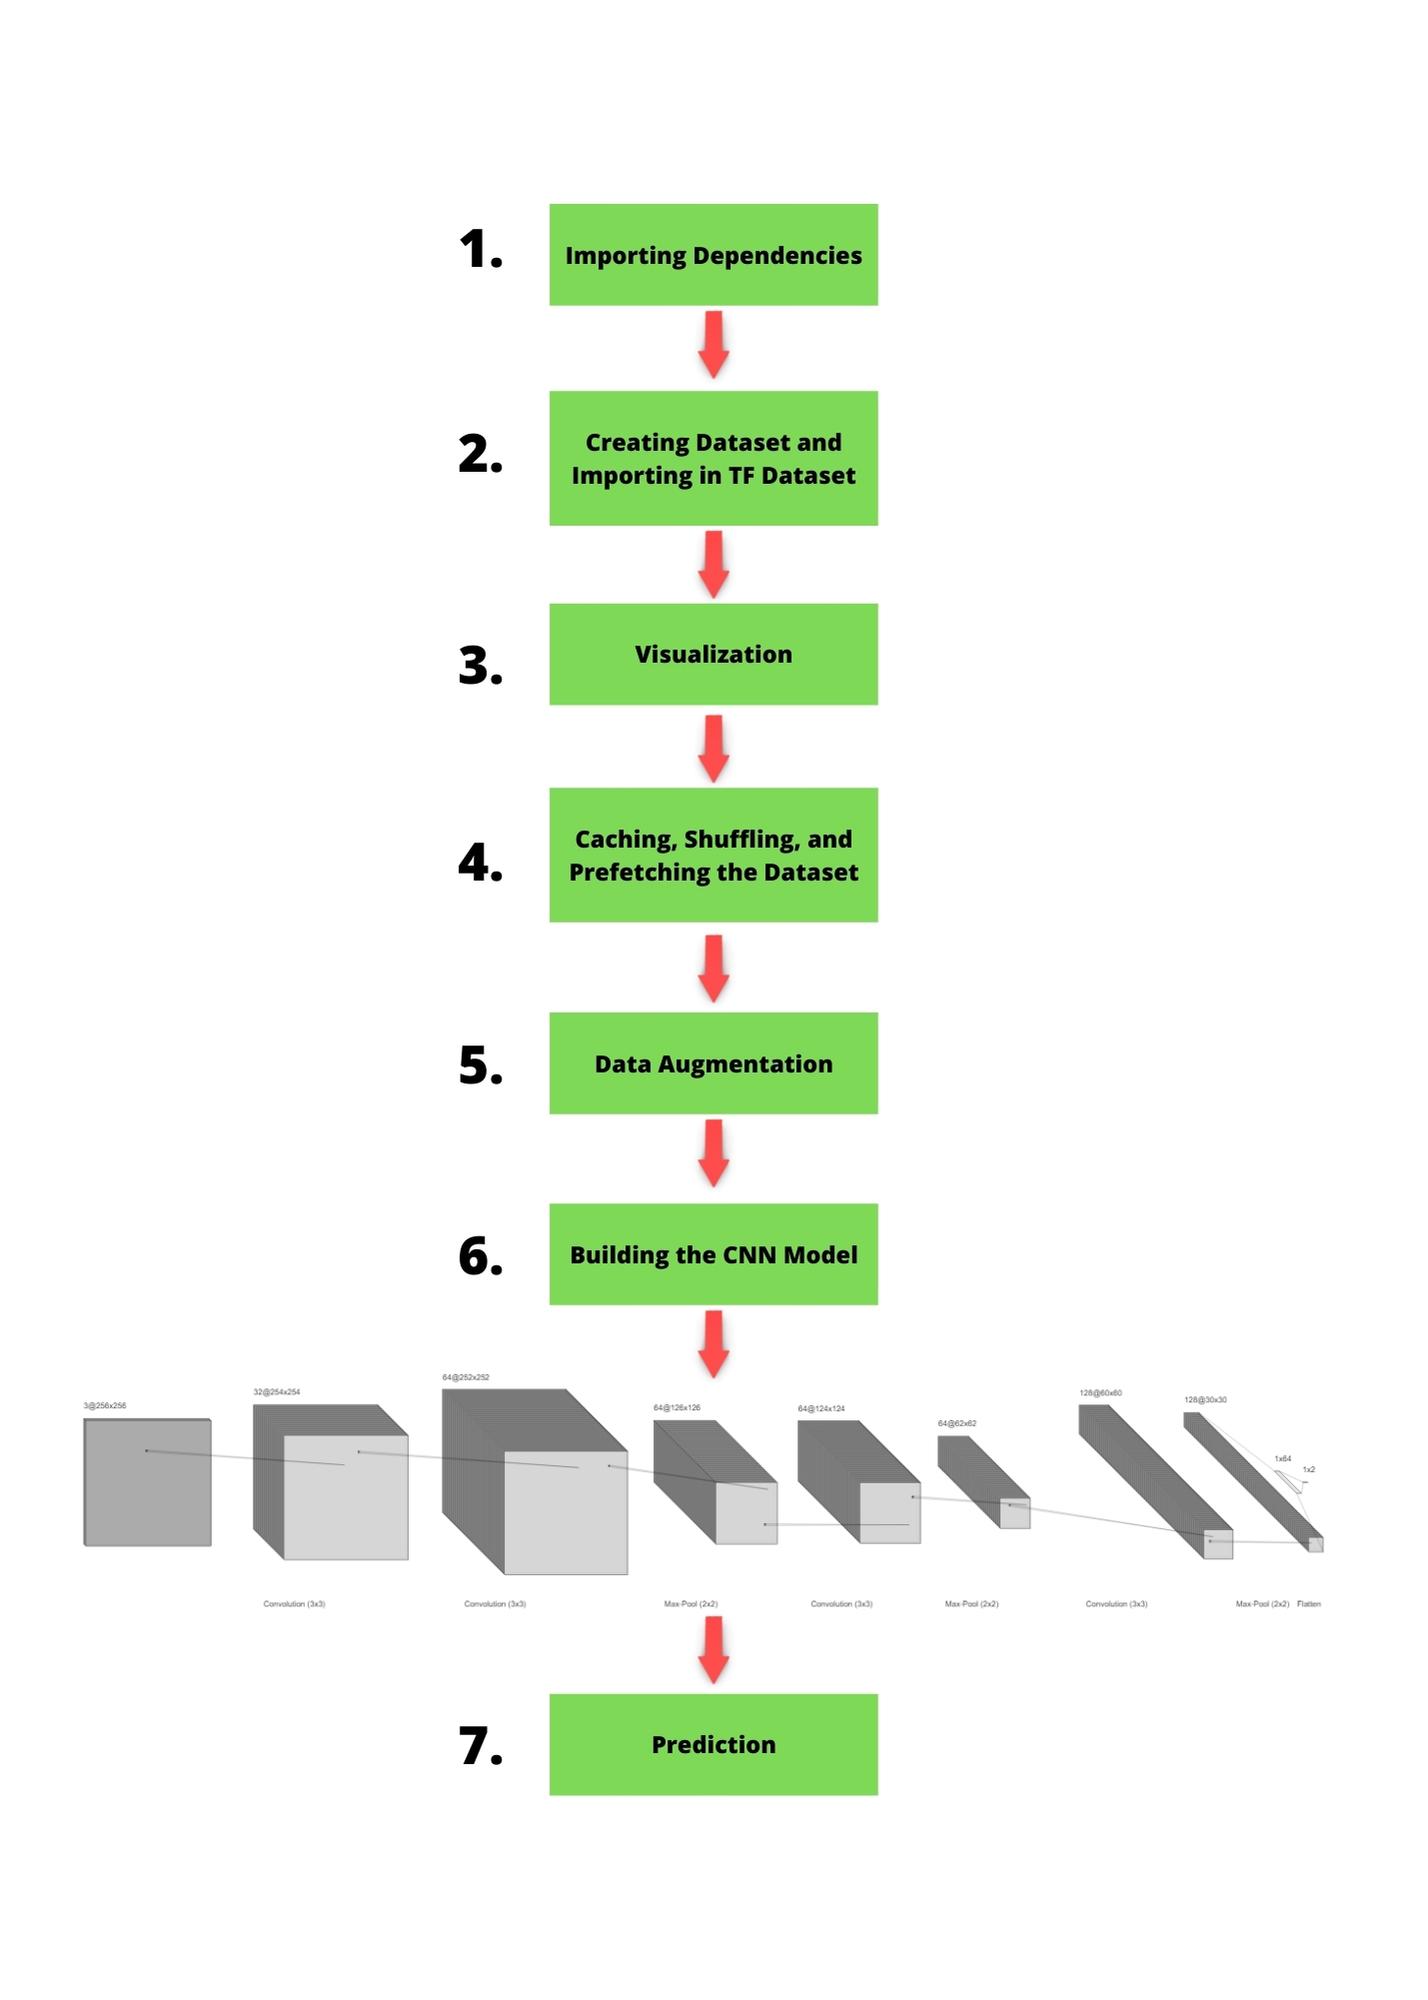 1.
Importing Dependencies
2.
Creating Dataset and
Importing in TF Dataset
3.
Visualization
4.
Caching, Shuffling, and
Prefetching the Dataset
5.
Data Augmentation
6.
Building the CNN Model
3@256x256
32@254x254
64@252x252
64@126x126
64@124x124
64@62x62
128@60x60
128@30x30
1x64
1x2
Convolution (3x3)
Convolution (3x3)
Max-Pool (2x2)
Convolution (3x3)
Max-Pool (2x2)
Convolution (3x3)
Max-Pool (2x2)
Flatten
7.
Prediction